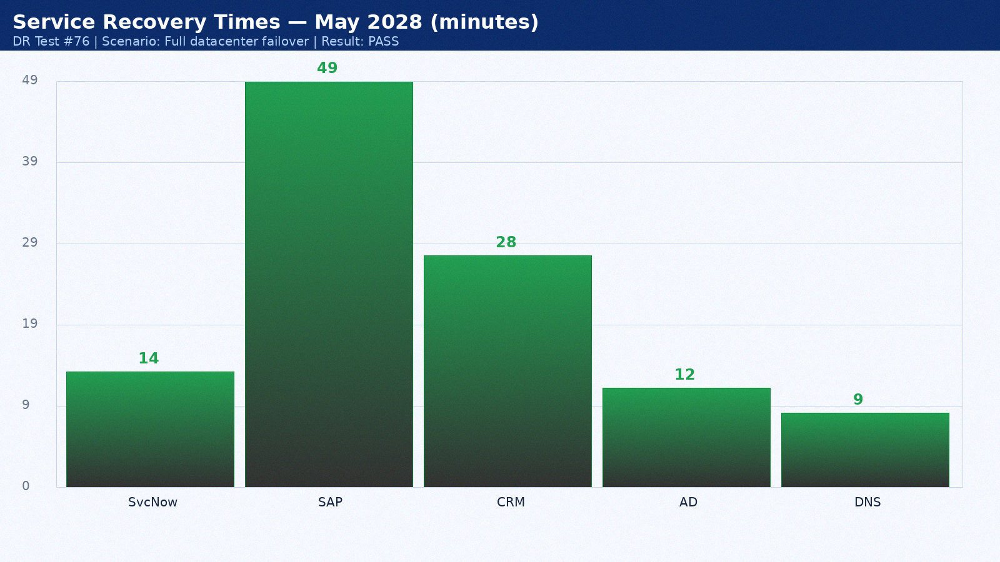 Service Recovery Times — May 2028 (minutes)
DR Test #76 | Scenario: Full datacenter failover | Result: PASS
49
39
29
19
9
0
14
49
28
12
9
SvcNow
SAP
CRM
AD
DNS